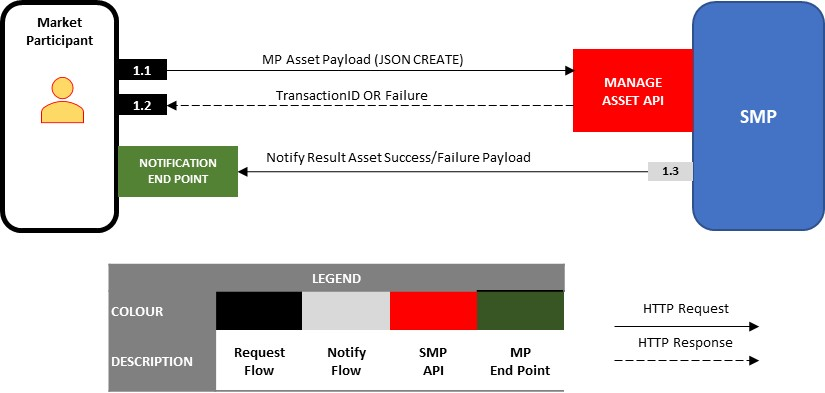 Market
Participant
1.1
MP Asset Payload (JSON CREATE)
MANAGE
ASSET API
SMP
1.2
TransactionID OR Failure
NOTIFICATION
END POINT
Notify Result Asset Success/Failure Payload
1.3
LEGEND
COLOUR
DESCRIPTION
Request
Flow
Notify
Flow
SMP
API
MP
End Point
HTTP Request
HTTP Response